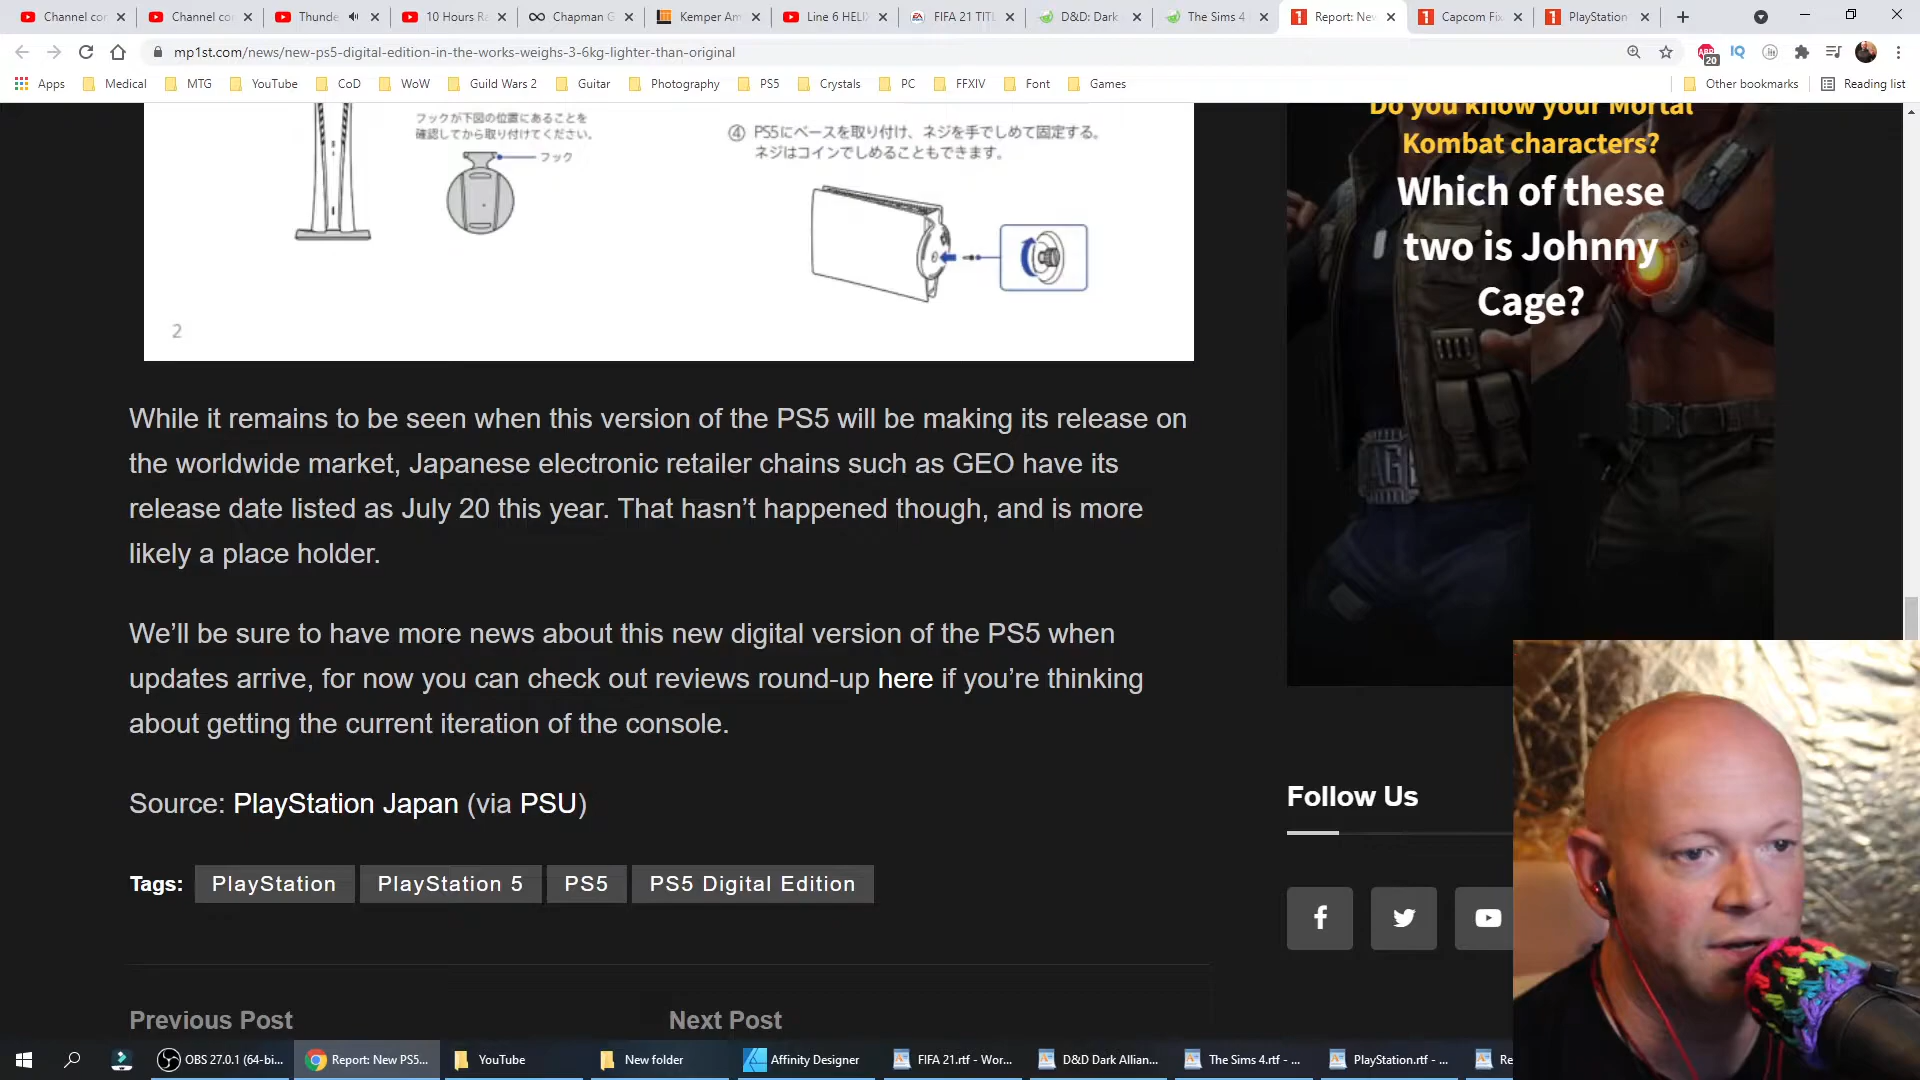 Channel co
Channel co
Thunde
10 Hours R
Chapman G
Kemper Am
Line 6 HELI
FIFA 21 TIT
D&D: Dark
The Sims 4
Report: Ne
Capcom Fi
PlayStation
mp1st.com/news/new-ps5-digital-edition-in-the-works-weighs-3-6kg-lighter-than-original
ABP
20
IQ
Apps
Medical
MTG
YouTube
CoD
WoW
Guild Wars 2
Guitar
Photography
PS5
Crystals
PC
FFXIV
Font
Games
Other bookmarks
Reading list
フックが下図の位置にあることを
確認してから取り付けてください。
フック
④ PS5にベースを取り付け、ネジを手でしめて固定する。
ネジはコインでしめることもできます。
2
Do you know your Mortal
Kombat characters?
Which of these
two is Johnny
Cage?
While it remains to be seen when this version of the PS5 will be making its release on
the worldwide market, Japanese electronic retailer chains such as GEO have its
release date listed as July 20 this year. That hasn’t happened though, and is more
likely a place holder.
We’ll be sure to have more news about this new digital version of the PS5 when
updates arrive, for now you can check out reviews round-up here if you’re thinking
about getting the current iteration of the console.
Source: PlayStation Japan (via PSU)
Tags: PlayStation PlayStation 5 PS5 PS5 Digital Edition
Follow Us
Previous Post
Next Post
OBS 27.0.1 (64-bi...
Report: New PS5...
YouTube
New folder
Affinity Designer
FIFA 21.rtf - Wor...
D&D Dark Allian...
The Sims 4.rtf - ...
PlayStation.rtf - ...
Re